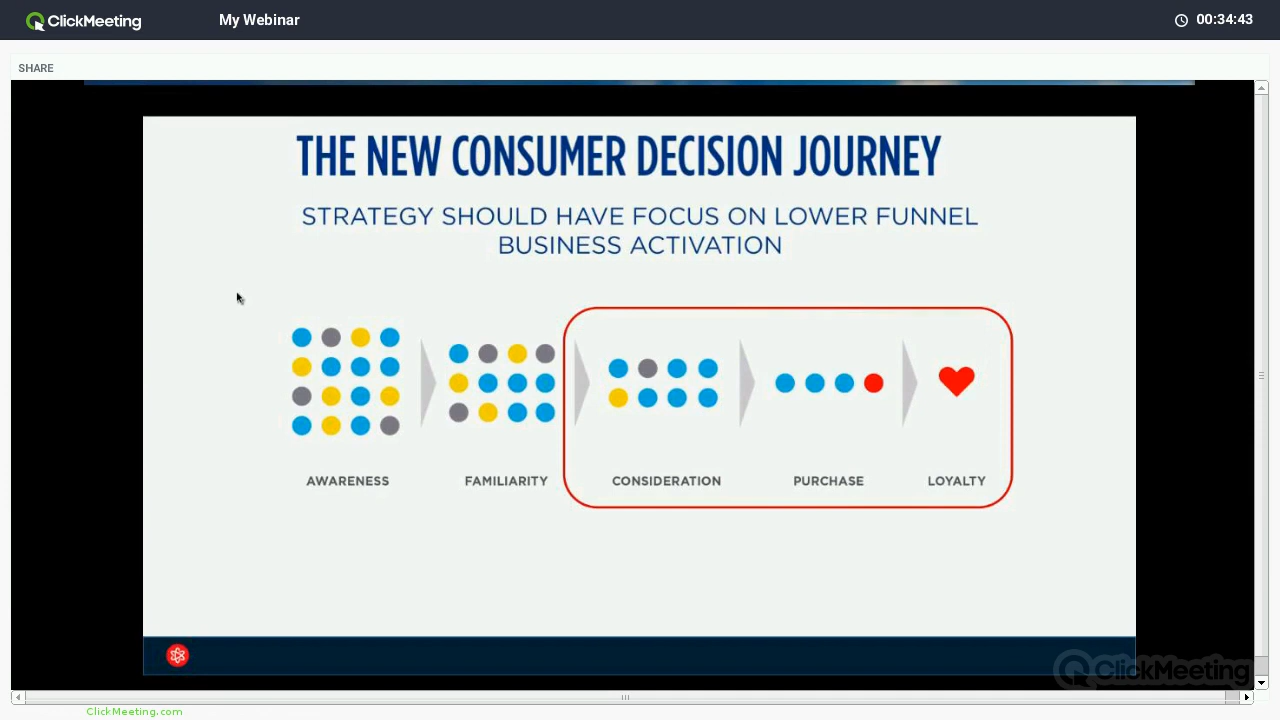 ClickMeeting
My Webinar
00:34:43
SHARE
THE NEW CONSUMER DECISION JOURNEY
STRATEGY SHOULD HAVE FOCUS ON LOWER FUNNEL
BUSINESS ACTIVATION
AWARENESS
FAMILIARITY
CONSIDERATION
PURCHASE
LOYALTY
ClickMeeting
ClickMeeting.com